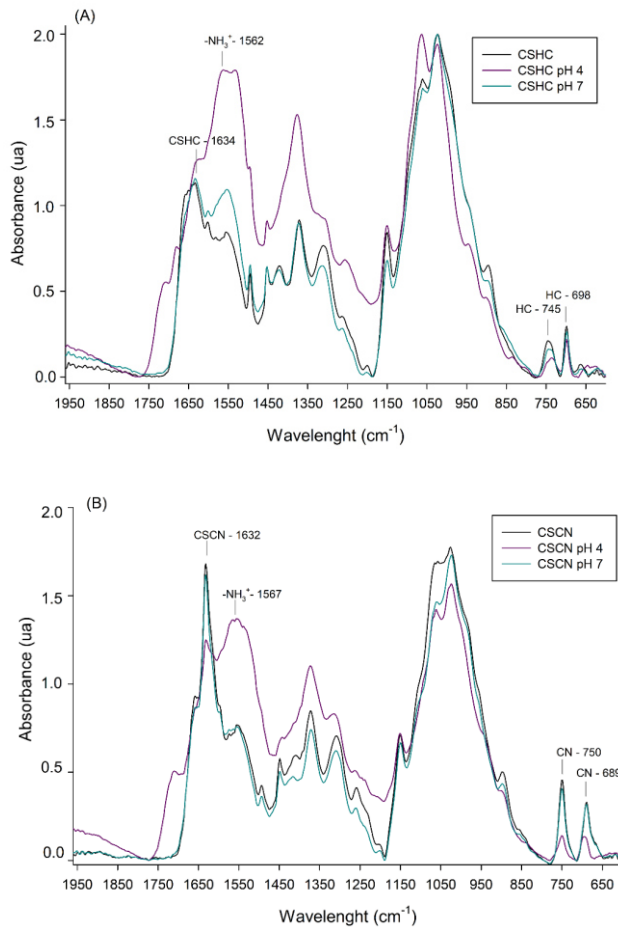 (A)
2.0
1.5
1.0
0.5
0.0
Absorbance (ua)
-NH₃⁺- 1562
CSHC - 1634
CSHC
CSHC pH 4
CSHC pH 7
HC - 698
HC - 745
1950 1750 1650 1550 1450 1350 1250 1150 1050 950 850 750 650
Wavelenght (cm⁻¹)
(B)
2.0
1.5
1.0
0.5
0.0
Absorbance (ua)
CSCN - 1632
-NH₃⁺- 1567
CSCN
CSCN pH 4
CSCN pH 7
CN - 750
CN - 689
1950 1750 1650 1550 1450 1350 1250 1150 1050 950 850 750 650
Wavelenght (cm⁻¹)